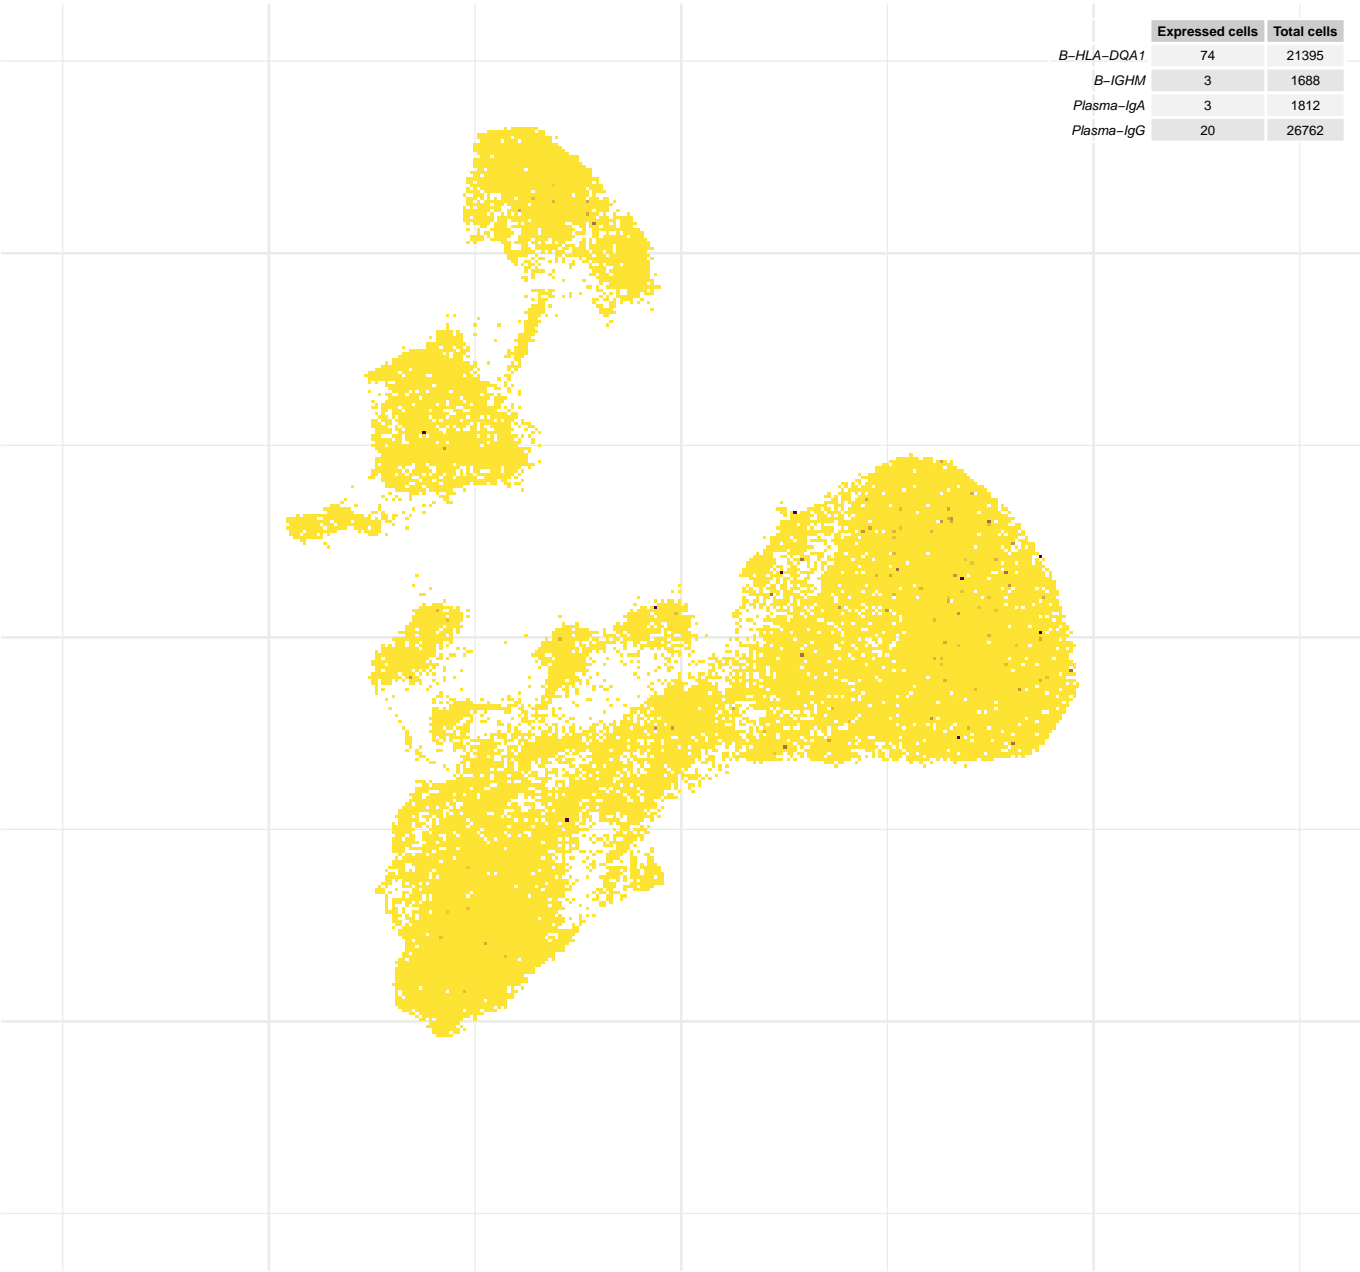 Expressed cells Total cells
B−HLA−DQA1 74 21395
B−IGHM 3 1688
Plasma−IgA 3 1812
Plasma−IgG 20 26762